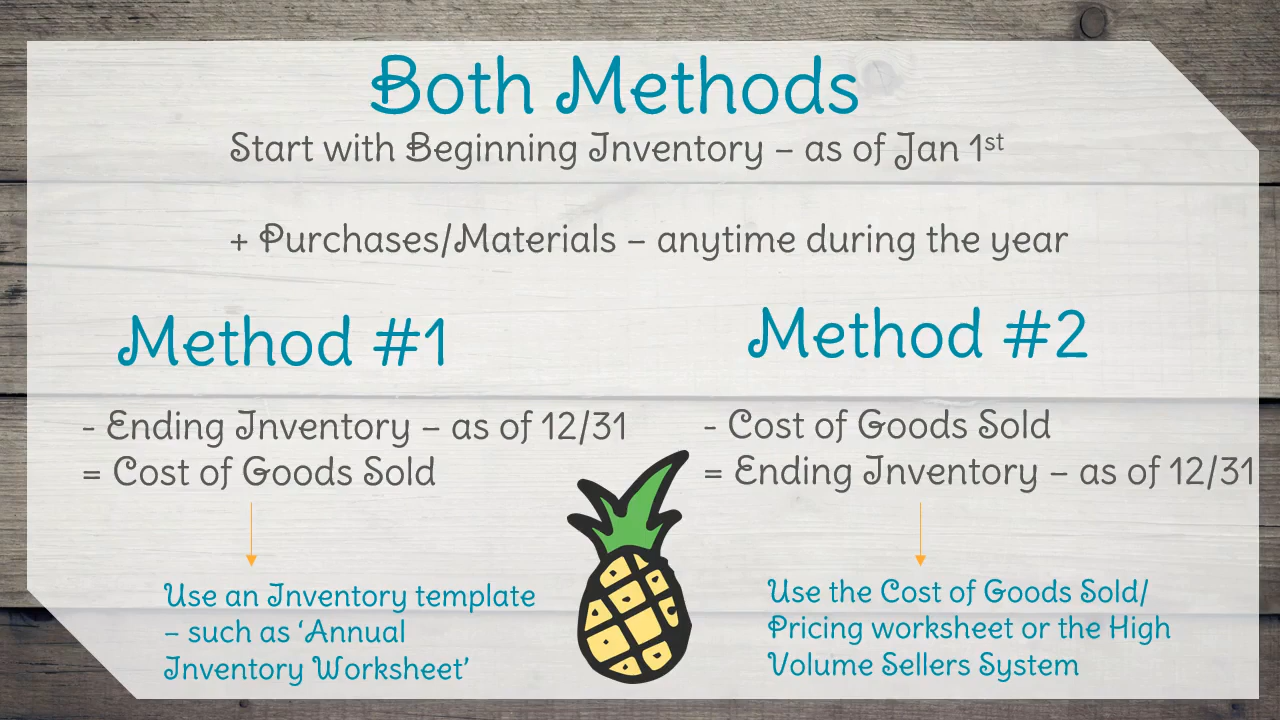 Both Methods
Start with Beginning Inventory – as of Jan 1st
+ Purchases/Materials – anytime during the year
Method #1
- Ending Inventory – as of 12/31
= Cost of Goods Sold
Use an Inventory template
– such as ‘Annual
Inventory Worksheet’
Method #2
- Cost of Goods Sold
= Ending Inventory – as of 12/31
Use the Cost of Goods Sold/
Pricing worksheet or the High
Volume Sellers System